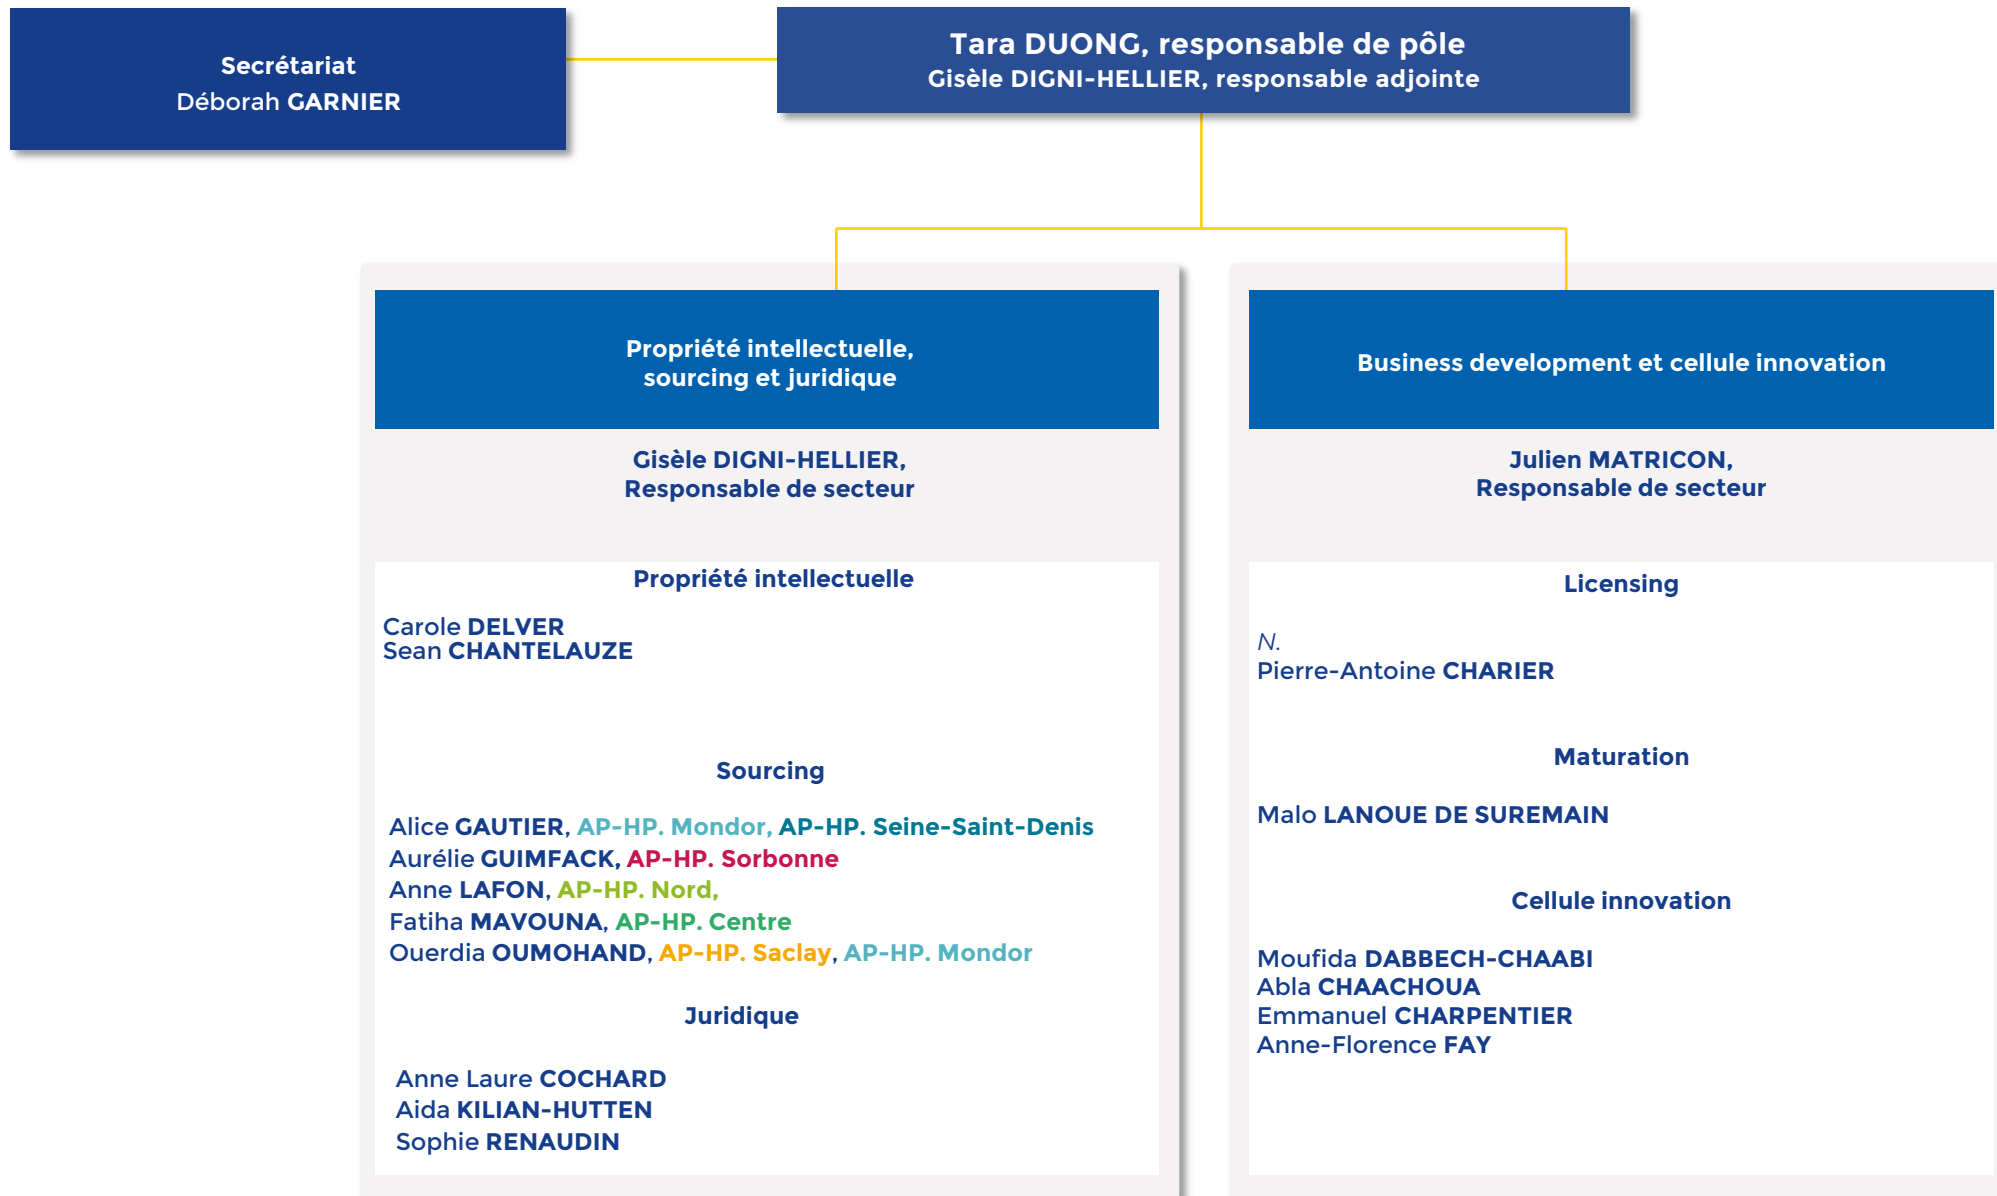 Secrétariat
Déborah GARNIER
Tara DUONG, responsable de pôle
Gisèle DIGNI-HELLIER, responsable adjointe
Propriété intellectuelle,
sourcing et juridique
Gisèle DIGNI-HELLIER,
Responsable de secteur
Propriété intellectuelle
Carole DELVER
Sean CHANTELAUZE
Sourcing
Alice GAUTIER, AP-HP. Mondor, AP-HP. Seine-Saint-Denis
Aurélie GUIMFACK, AP-HP. Sorbonne
Anne LAFON, AP-HP. Nord,
Fatiha MAVOUNA, AP-HP. Centre
Ouerdia OUMOHAND, AP-HP. Saclay, AP-HP. Mondor
Juridique
Anne Laure COCHARD
Aida KILIAN-HUTTEN
Sophie RENAUDIN
Business development et cellule innovation
Julien MATRICON,
Responsable de secteur
Licensing
N.
Pierre-Antoine CHARIER
Maturation
Malo LANOUE DE SUREMAIN
Cellule innovation
Moufida DABBECH-CHAABI
Abla CHAACHOUA
Emmanuel CHARPENTIER
Anne-Florence FAY